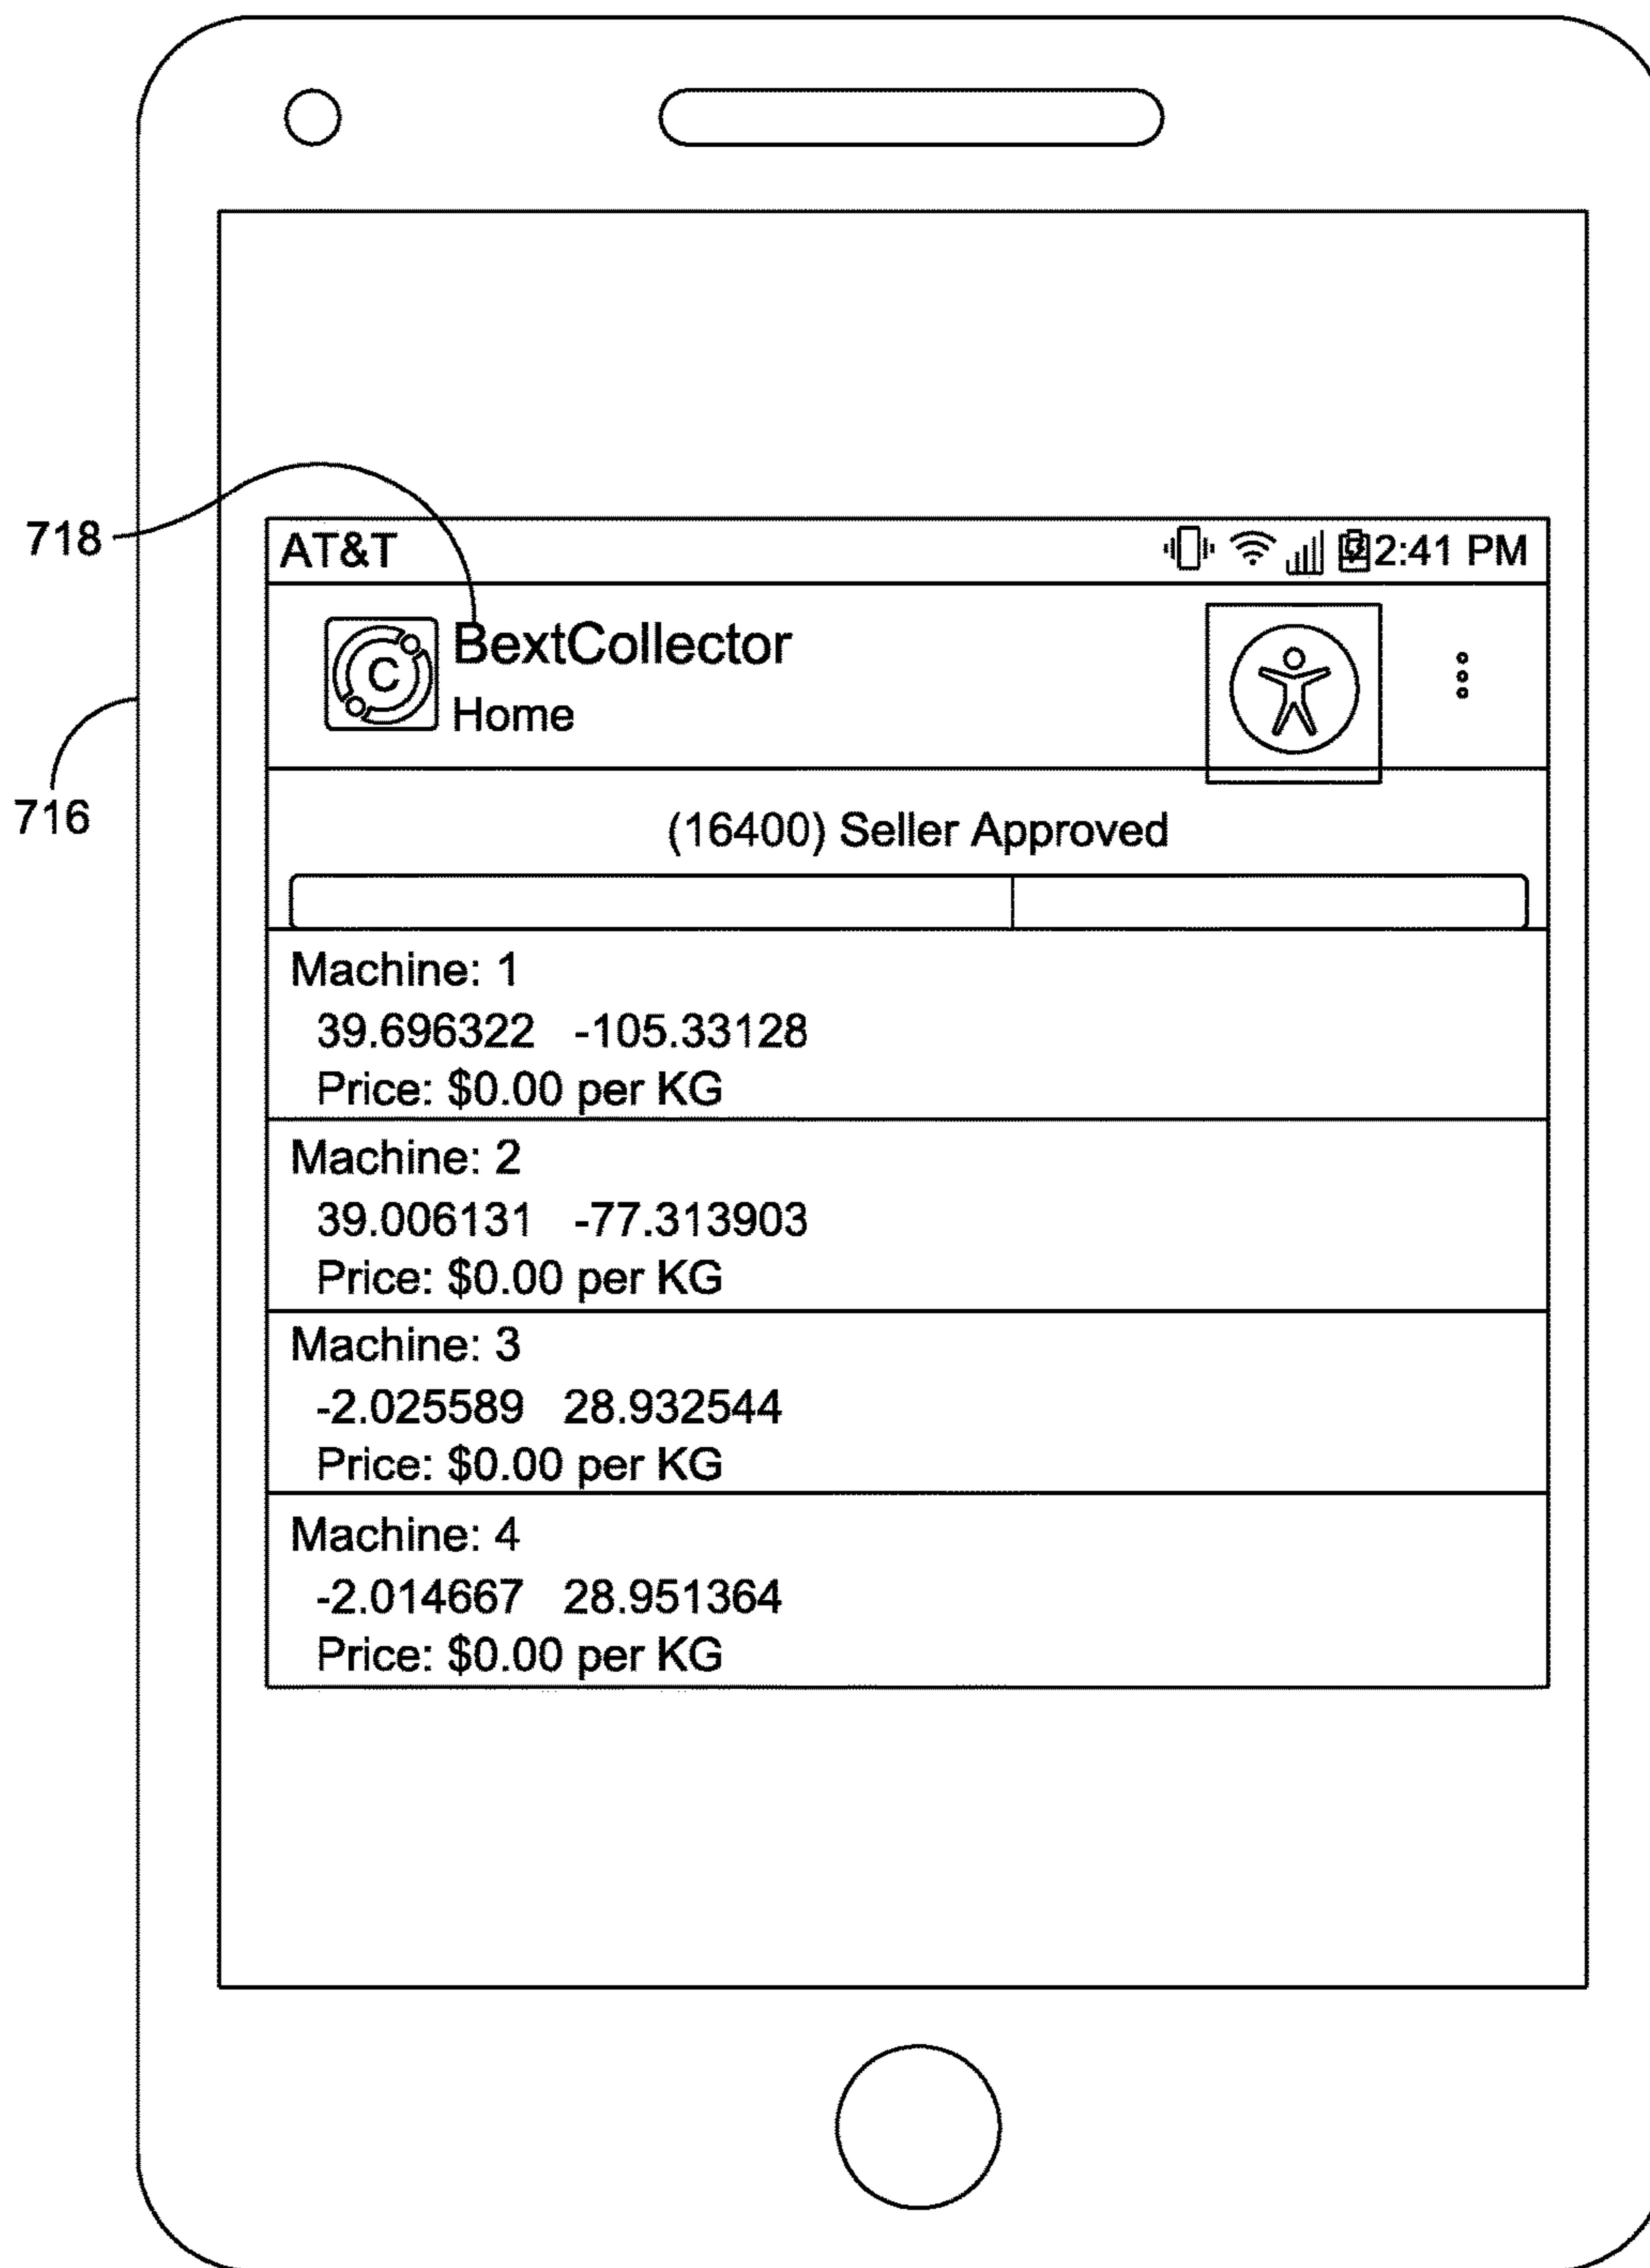 718
AT&T 2:41 PM
C
BextCollector
Home
716
(16400) Seller Approved
Machine: 1
39.696322 -105.33128
Price: $0.00 per KG
Machine: 2
39.006131 -77.313903
Price: $0.00 per KG
Machine: 3
-2.025589 28.932544
Price: $0.00 per KG
Machine: 4
-2.014667 28.951364
Price: $0.00 per KG